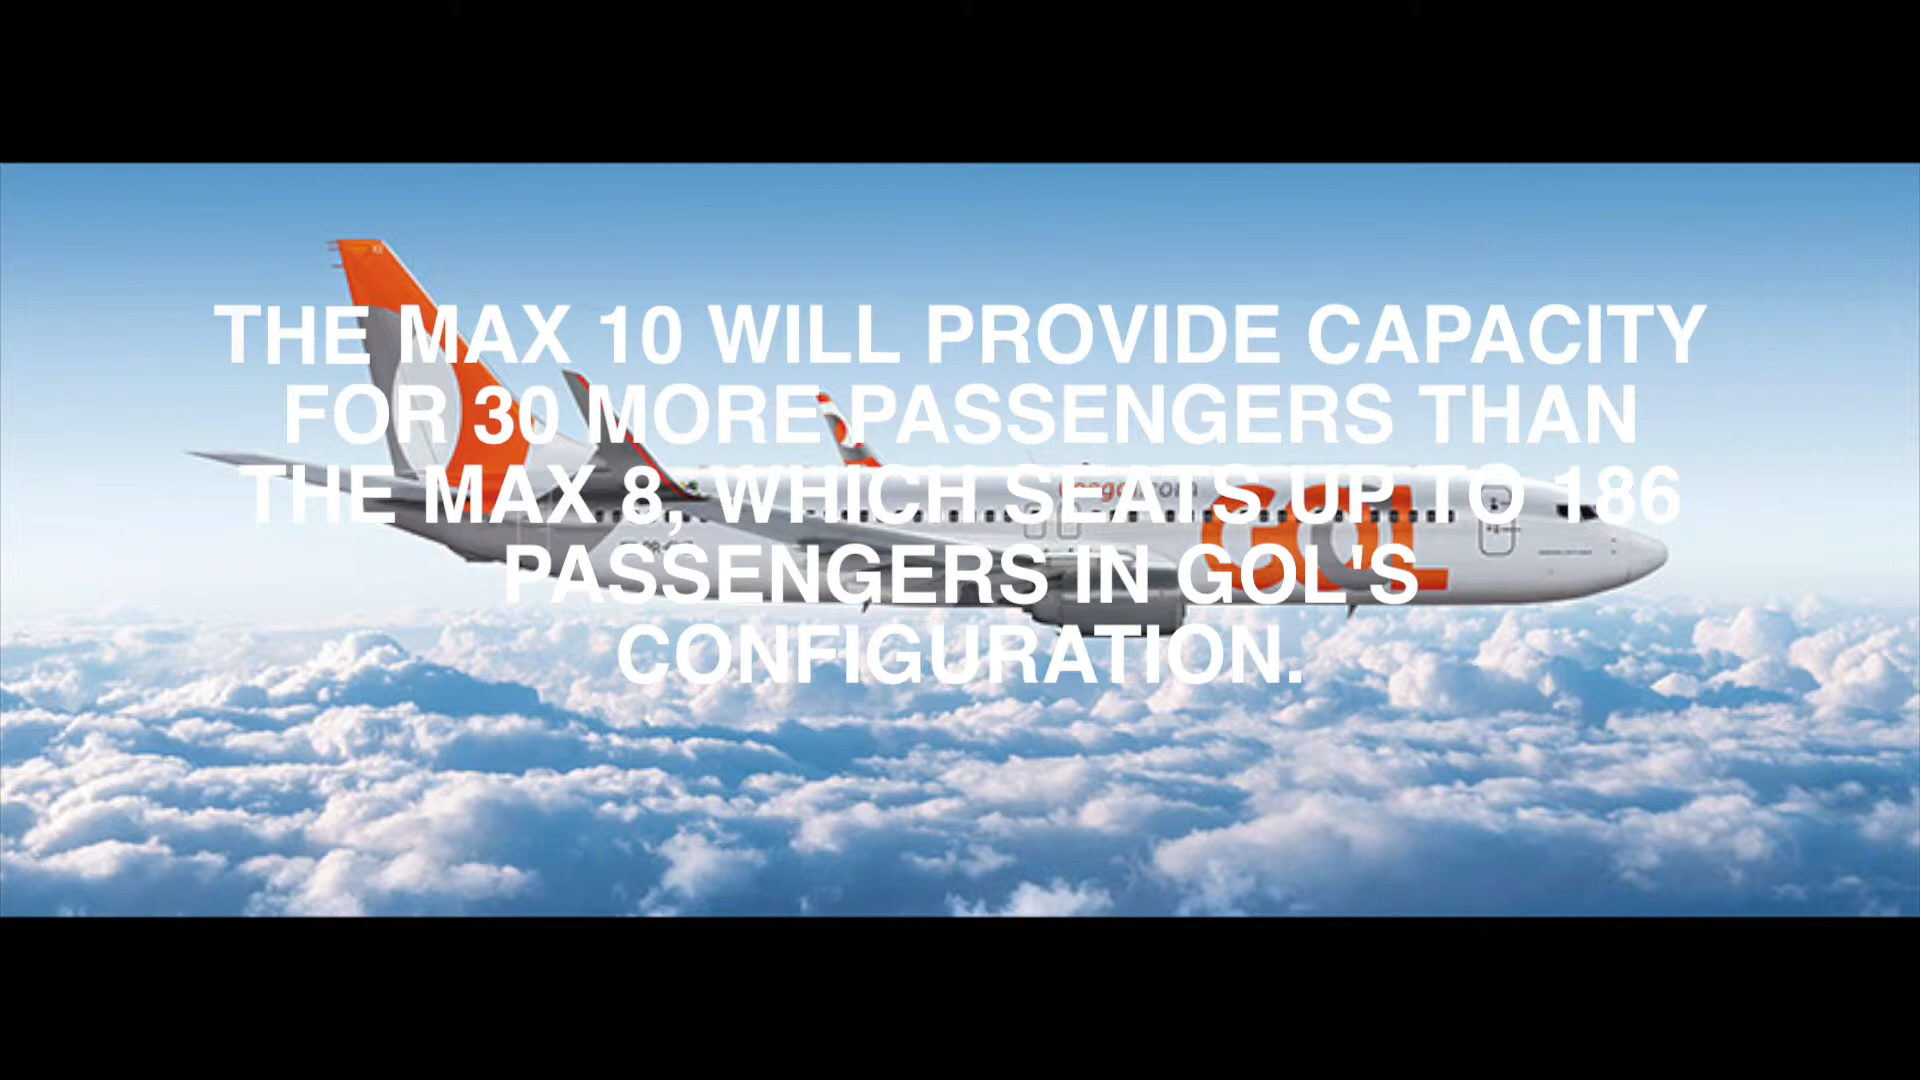 THE MAX 10 WILL PROVIDE CAPACITY
FOR 30 MORE PASSENGERS THAN
THE MAX 8, WHICH SEATS UP TO 186
PASSENGERS IN GOL'S
CONFIGURATION.
GOL